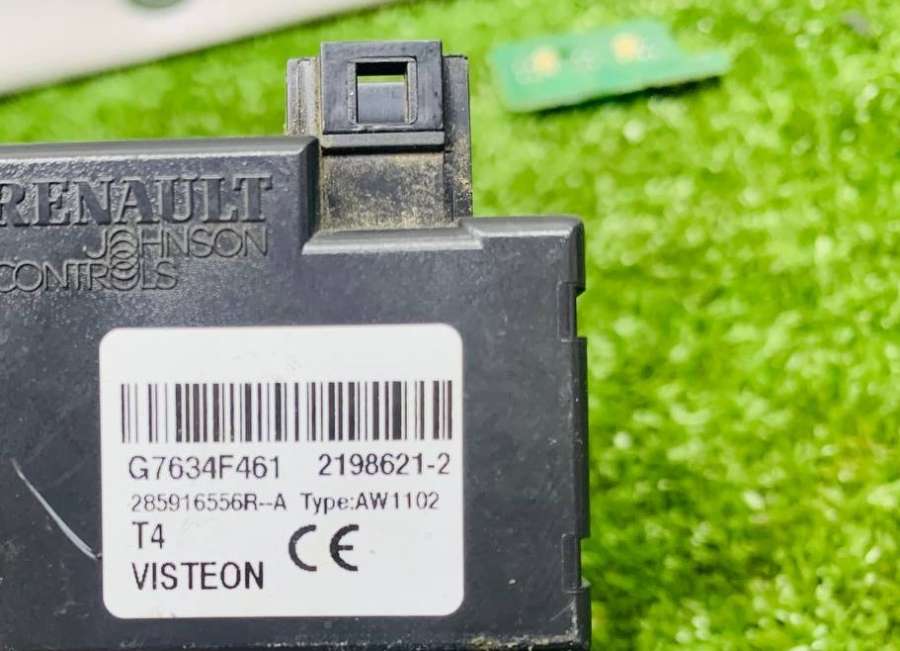 RENAULT
JOHNSON
CONTROLS
G7634F461 2198621-2
285916556R--A Type:AW1102
T4 CE
VISTEON